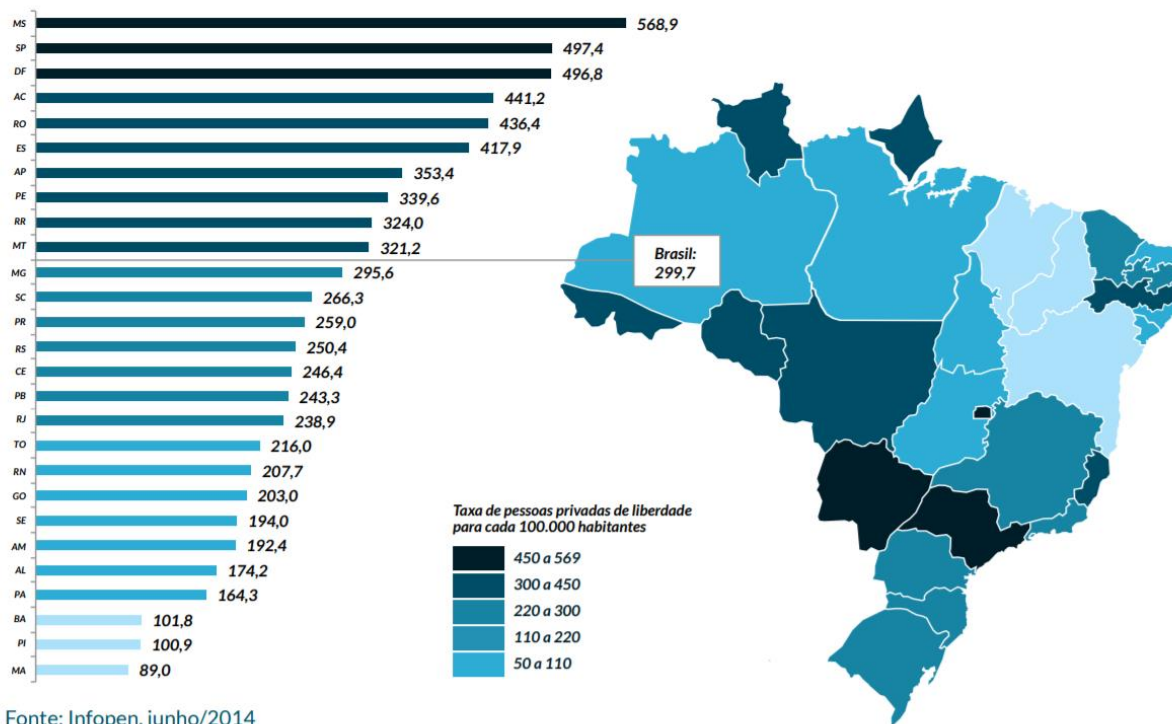 MS 568,9
SP 497,4
DF 496,8
AC 441,2
RO 436,4
ES 417,9
AP 353,4
PE 339,6
RR 324,0
MT 321,2
Brasil:
299,7
MG 295,6
SC 266,3
PR 259,0
RS 250,4
CE 246,4
PB 243,3
RJ 238,9
TO 216,0
RN 207,7
GO 203,0
SE 194,0
AM 192,4
AL 174,2
PA 164,3
BA 101,8
PI 100,9
MA 89,0
Taxa de pessoas privadas de liberdade
para cada 100.000 habitantes
450 a 569
300 a 450
220 a 300
110 a 220
50 a 110
Fonte: Infopen, junho/2014